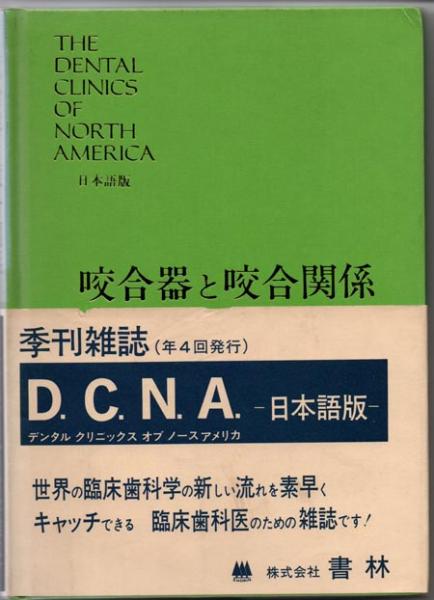 THE
DENTAL
CLINICS
OF
NORTH
AMERICA
日本語版
咬合器と咬合関係
季刊雑誌(年4回発行)
D.C.N.A. -日本語版-
デンタル クリニックス オブ ノースアメリカ
世界の臨床歯科学の新しい流れを素早く
キャッチできる 臨床歯科医のための雑誌です!
株式会社 書林